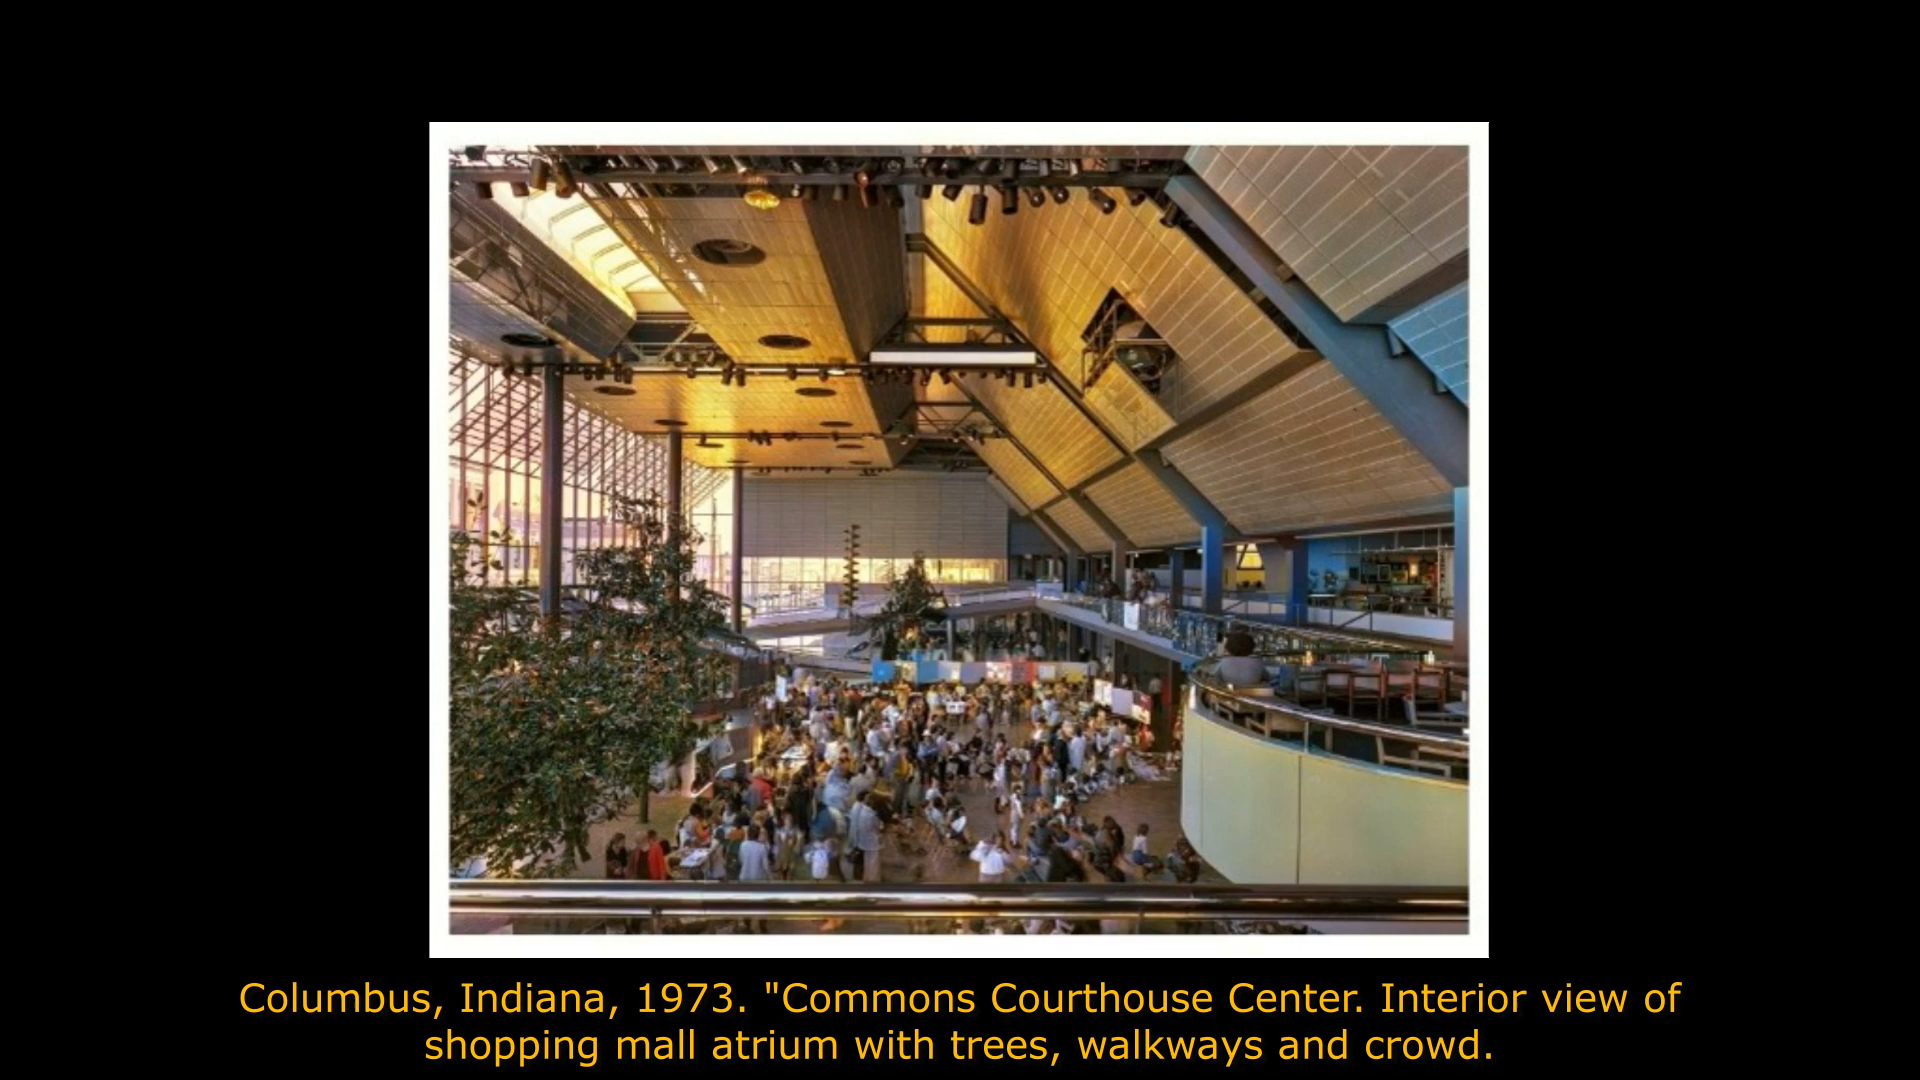 Columbus, Indiana, 1973. "Commons Courthouse Center. Interior view of
shopping mall atrium with trees, walkways and crowd.